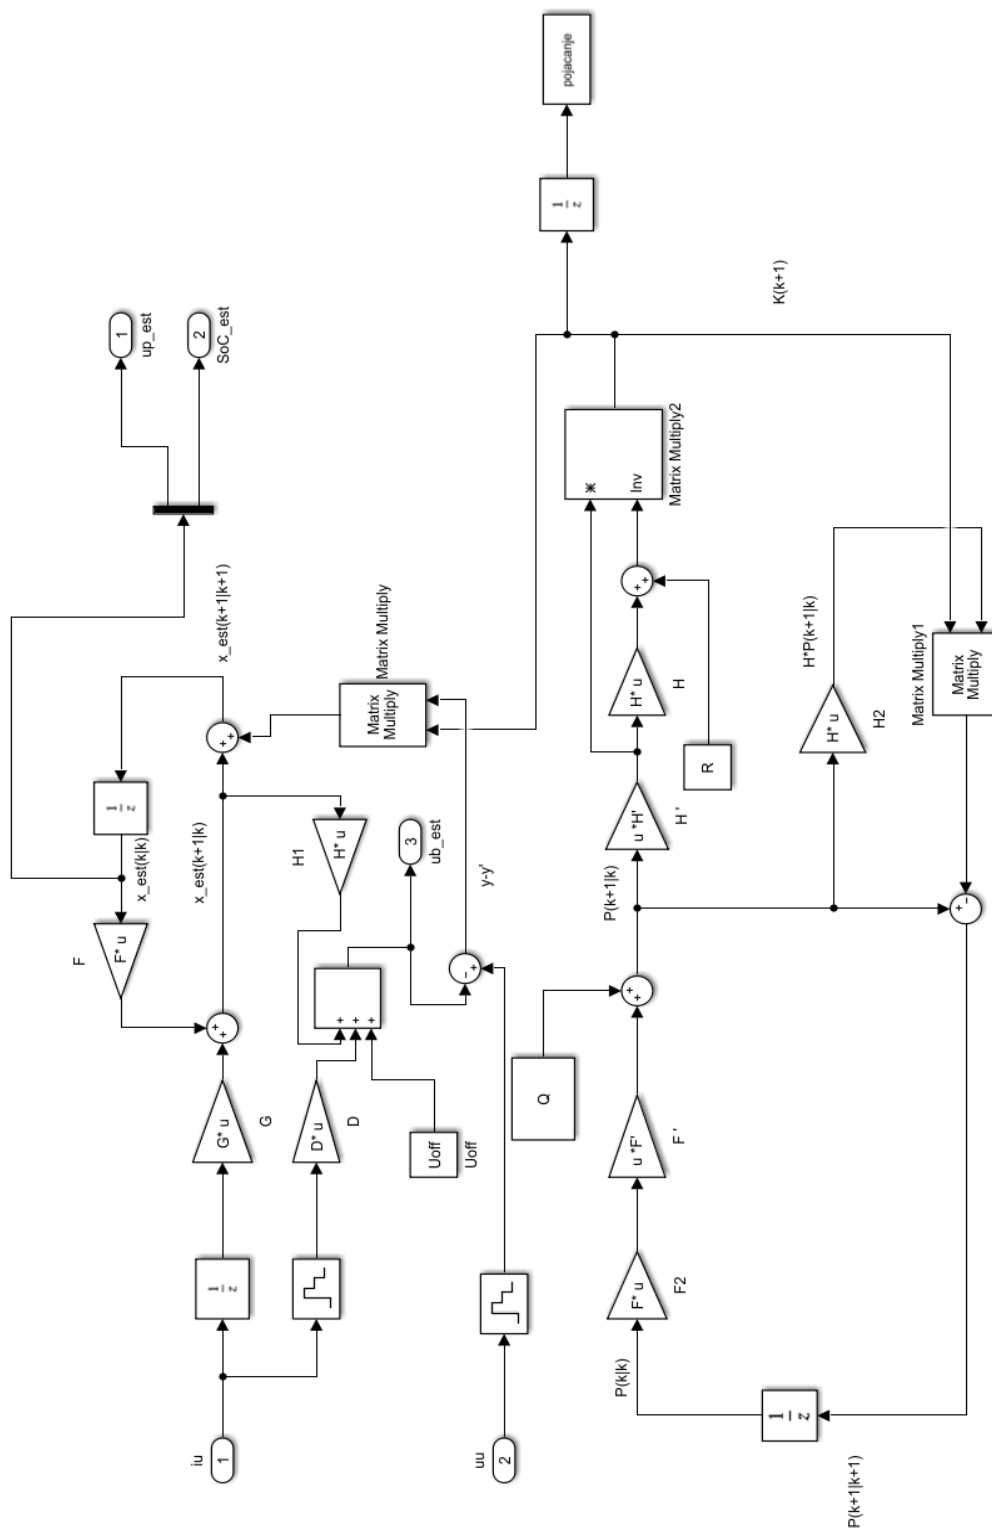 iu
1
1
z
G* u
G
F* u
F
x_est(k|k)
1
z
x_est(k+1|k)
+
+
+
+
x_est(k+1|k+1)
1
up_est
2
SoC_est
D* u
D
Uoff
Uoff
+
+
+
H* u
H1
3
ub_est
-
+
y-y'
Matrix
Multiply
Matrix Multiply
uu
2
P(k|k)
F* u
F2
u *F'
F '
Q
+
+
P(k+1|k)
u *H'
H '
H* u
H
R
+
+
*
Inv
Matrix Multiply2
1
z
pojacanje
K(k+1)
H* u
H2
H*P(k+1|k)
Matrix
Multiply
Matrix Multiply1
+
-
1
z
P(k+1|k+1)